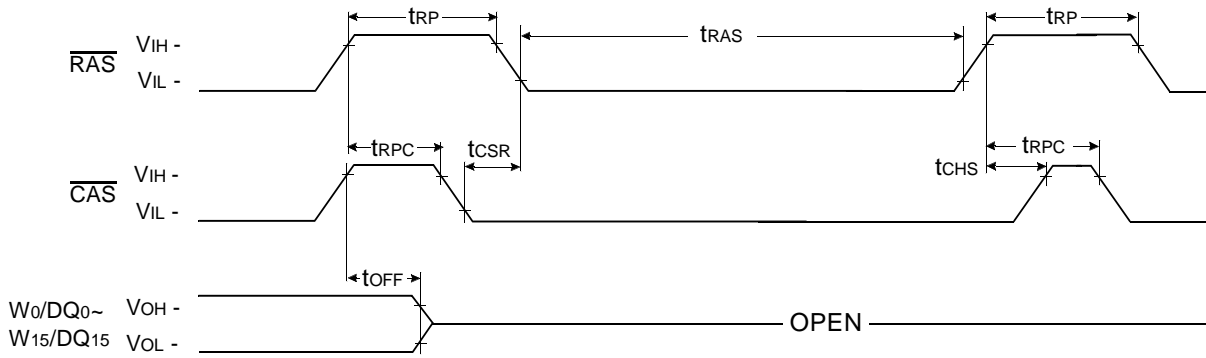 tRP
tRAS
tRP
RAS
VIH -
VIL -
tRPC
tCSR
tRPC
tCHS
CAS
VIH -
VIL -
tOFF
W0/DQ0~
W15/DQ15
VOH -
VOL -
OPEN